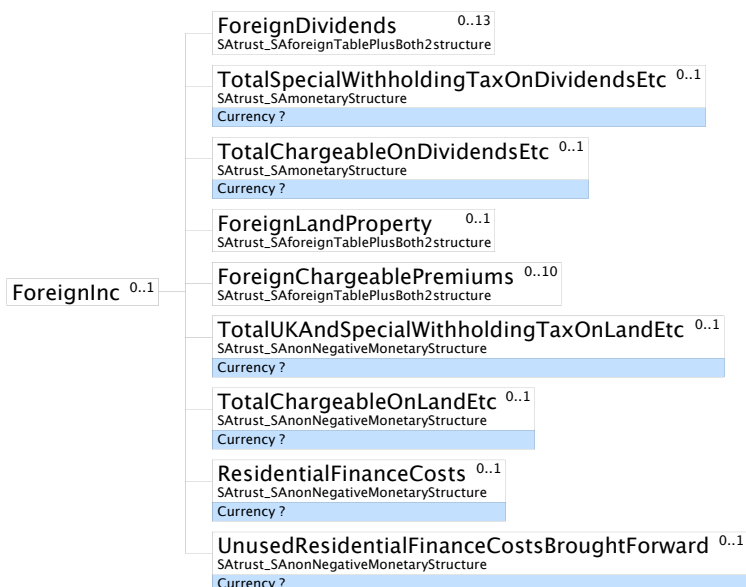 ForeignDividends 0..13
SAtrust_SAforeignTablePlusBoth2structure
TotalSpecialWithholdingTaxOnDividendsEtc 0..1
SAtrust_SAmonetaryStructure
Currency ?
TotalChargeableOnDividendsEtc 0..1
SAtrust_SAmonetaryStructure
Currency ?
ForeignLandProperty 0..1
SAtrust_SAforeignTablePlusBoth2structure
ForeignInc 0..1
ForeignChargeablePremiums 0..10
SAtrust_SAforeignTablePlusBoth2structure
TotalUKAndSpecialWithholdingTaxOnLandEtc 0..1
SAtrust_SAnonNegativeMonetaryStructure
Currency ?
TotalChargeableOnLandEtc 0..1
SAtrust_SAnonNegativeMonetaryStructure
Currency ?
ResidentialFinanceCosts 0..1
SAtrust_SAnonNegativeMonetaryStructure
Currency ?
UnusedResidentialFinanceCostsBroughtForward 0..1
SAtrust_SAnonNegativeMonetaryStructure
Currency ?